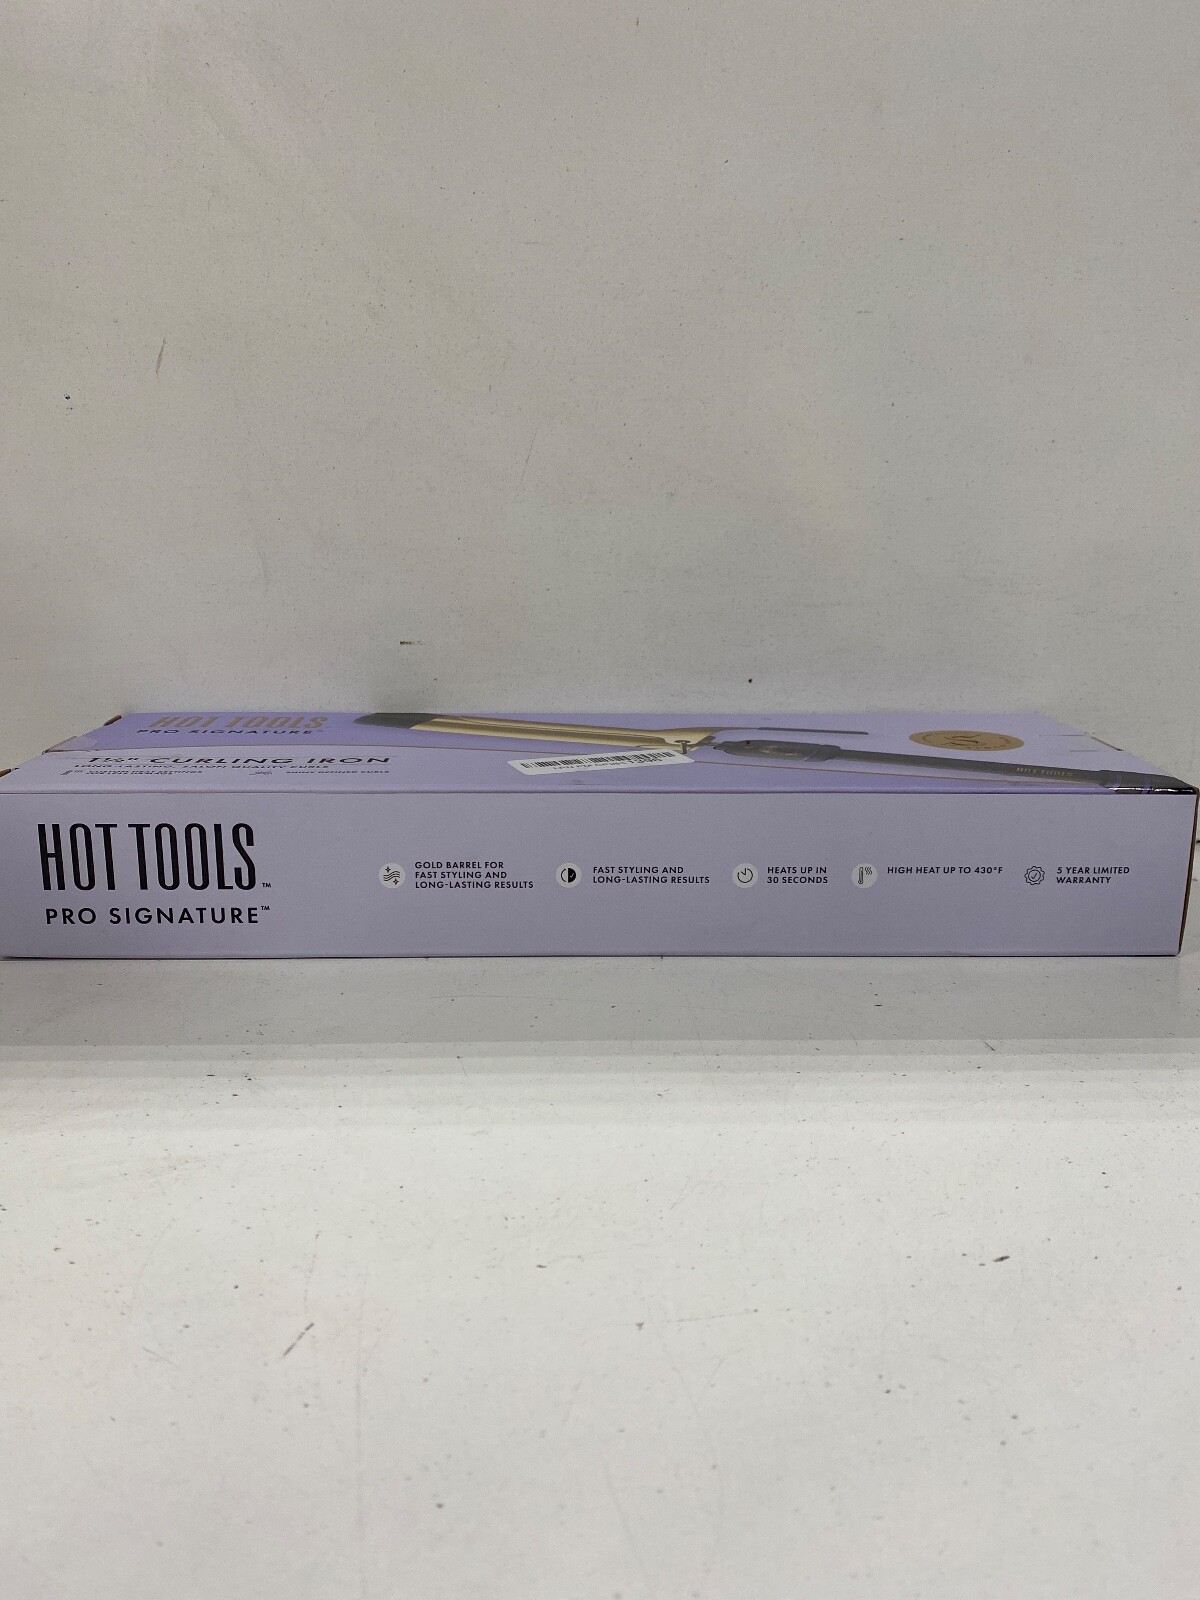 HOT TOOLS
PRO SIGNATURE
CURLING IRON
HOT TOOLS
HOT TOOLS™
PRO SIGNATURE™
GOLD BARREL FOR
FAST STYLING AND
LONG-LASTING RESULTS
FAST STYLING AND
LONG-LASTING RESULTS
HEATS UP IN
30 SECONDS
HIGH HEAT UP TO 430°F
5 YEAR LIMITED
WARRANTY